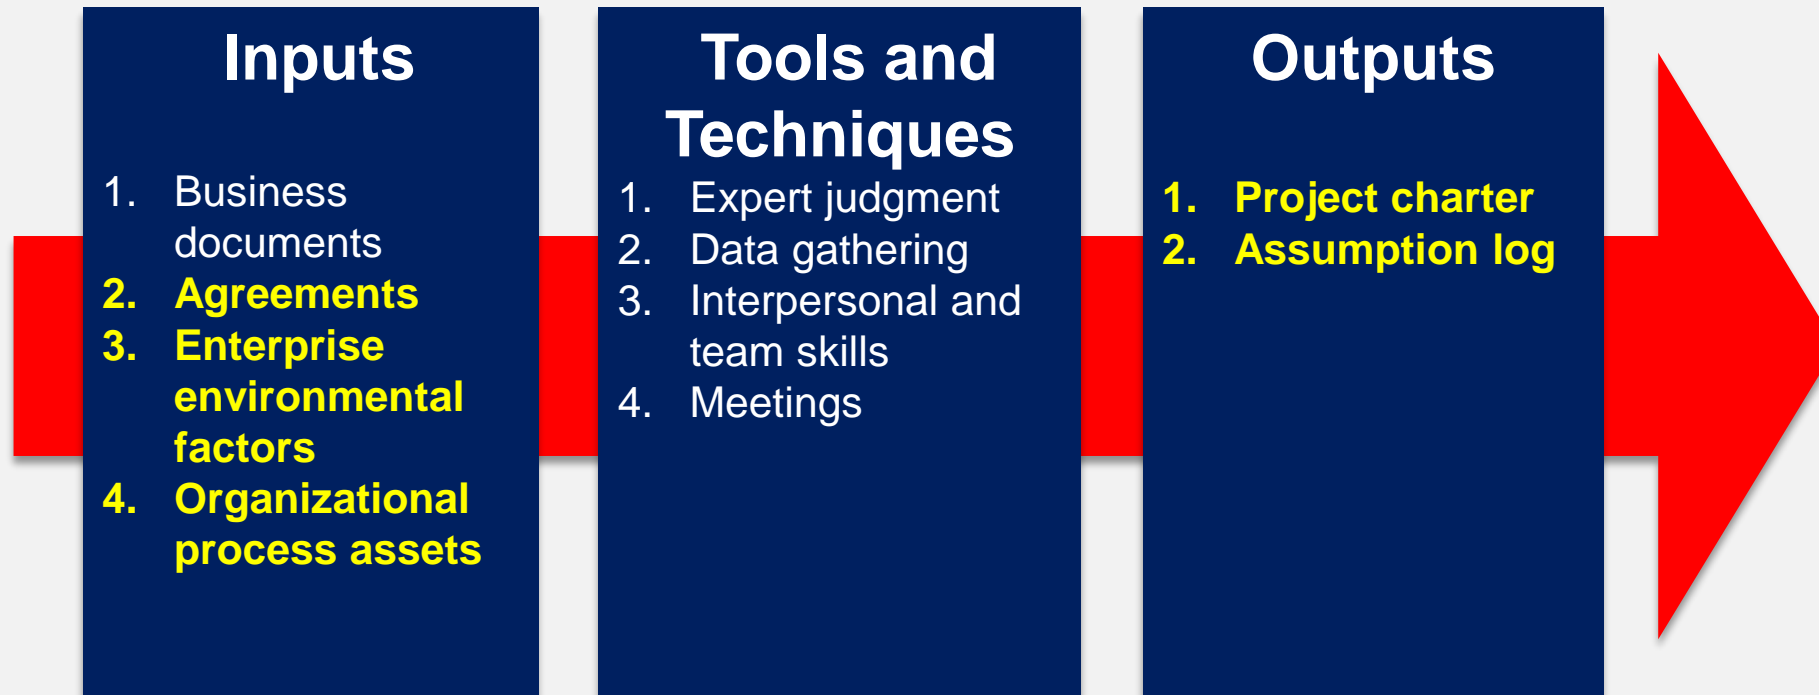 Inputs
1. Business
documents
2. Agreements
3. Enterprise
environmental
factors
4. Organizational
process assets
Tools and
Techniques
1. Expert judgment
2. Data gathering
3. Interpersonal and
team skills
4. Meetings
Outputs
1. Project charter
2. Assumption log